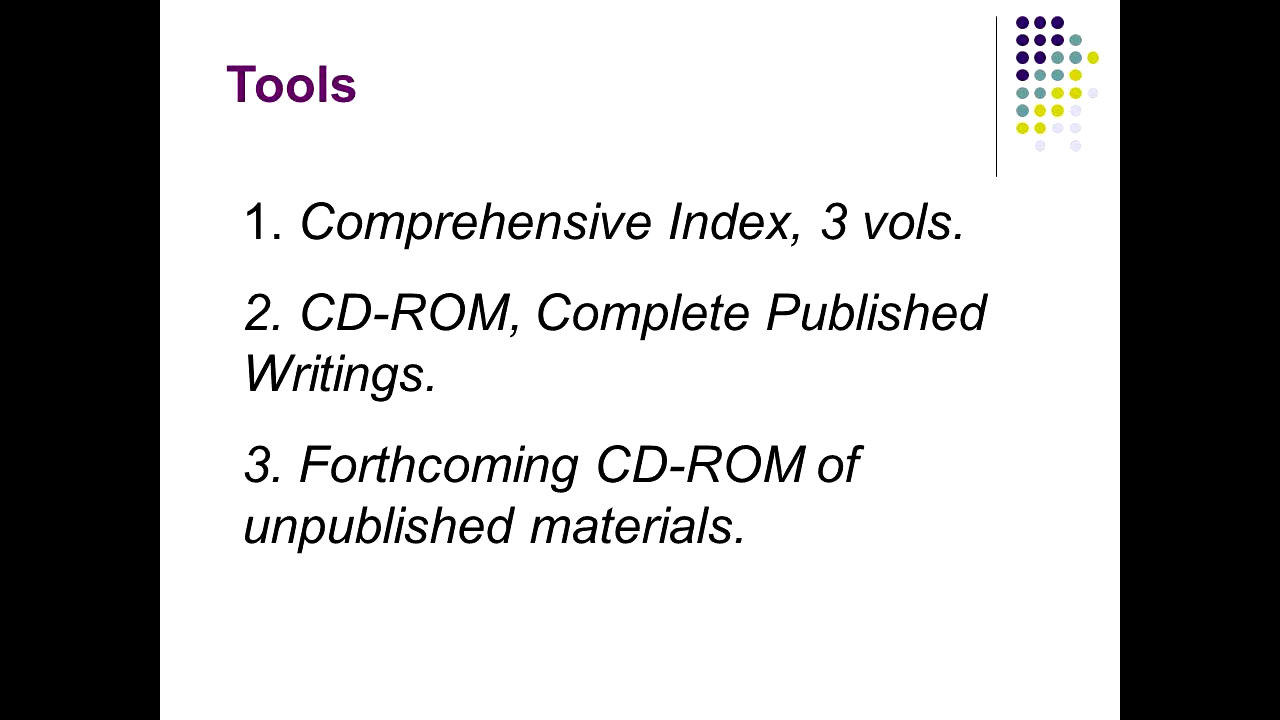 Tools
1. Comprehensive Index, 3 vols.
2. CD-ROM, Complete Published
Writings.
3. Forthcoming CD-ROM of
unpublished materials.